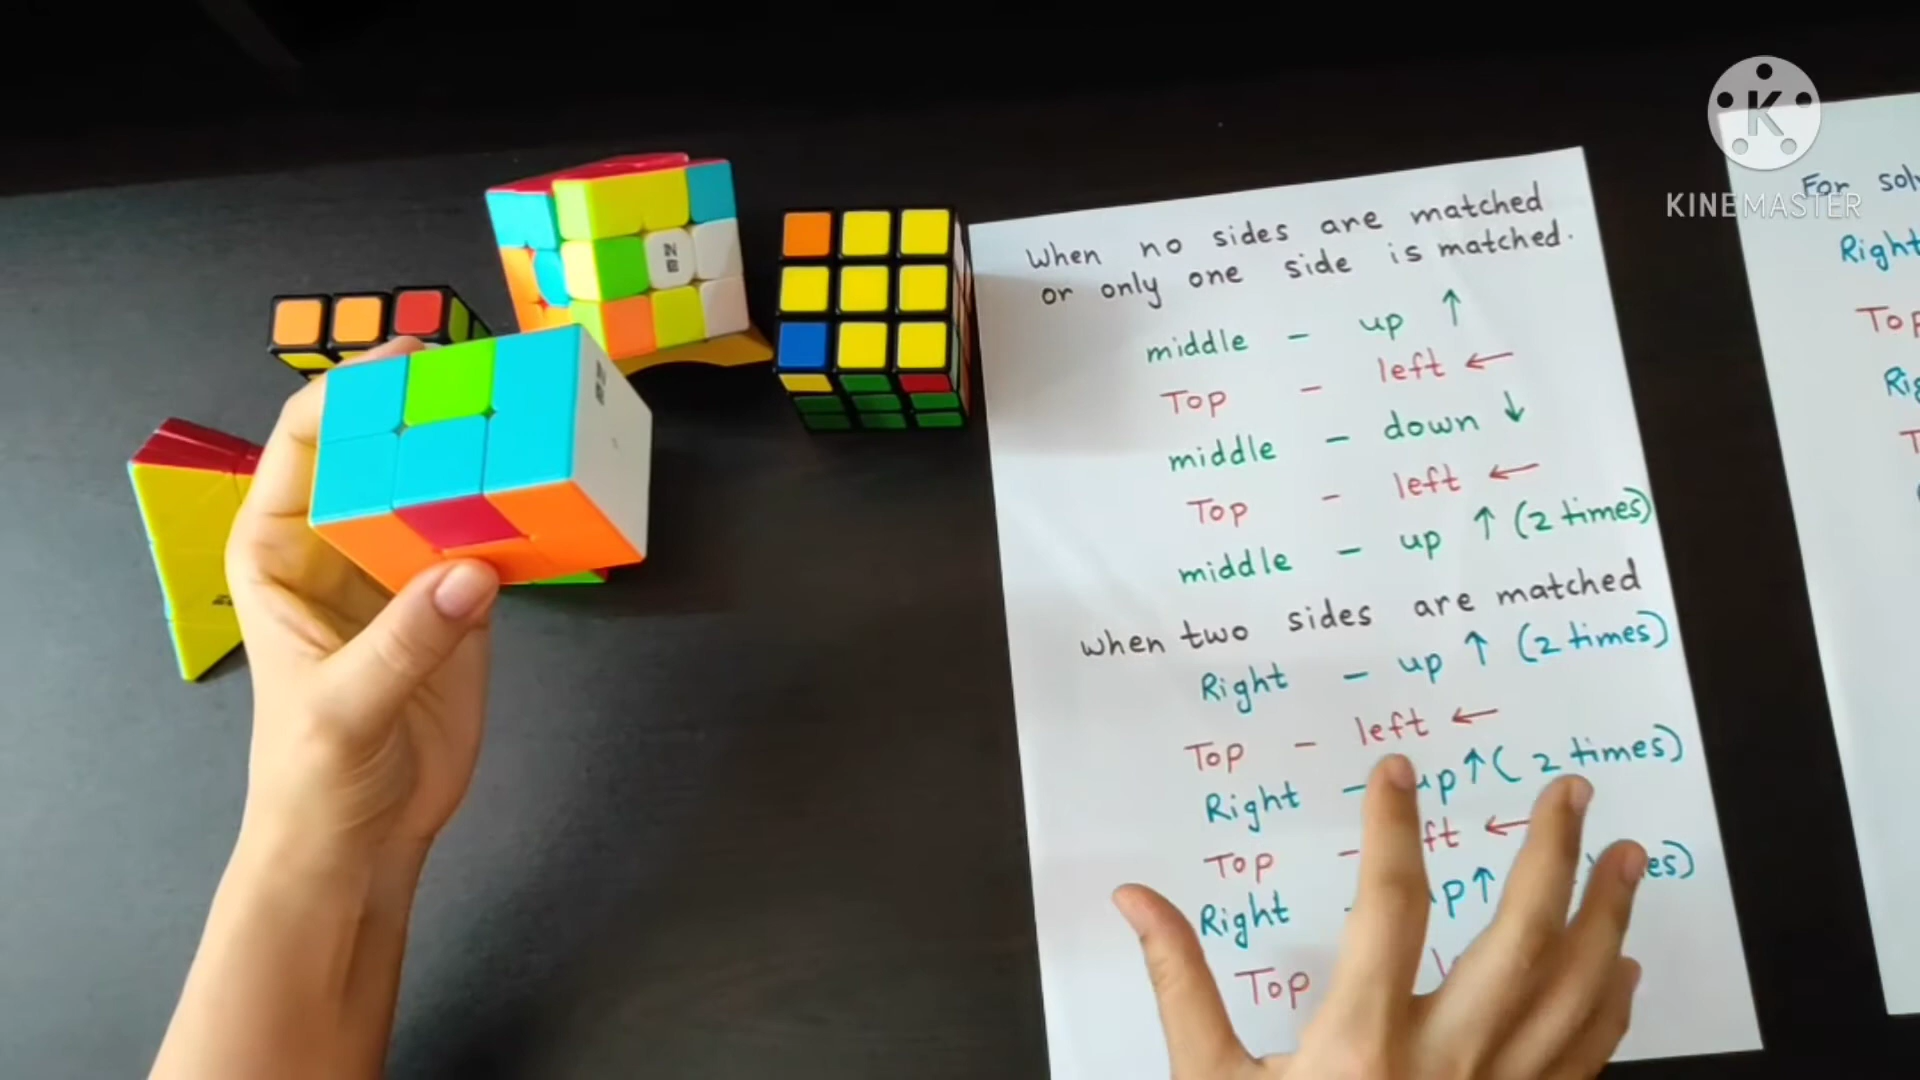 When no sides are matched
or only one side is matched.
middle - up ↑
Top - left ←
middle - down ↓
Top - left ←
middle - up ↑ (2 times)
When two sides are matched
Right - up ↑ (2 times)
Top - left ←
Right - up ↑ (2 times)
Top - ←
Right - ↑
Top
For
Right
Top
K
KINEMASTER